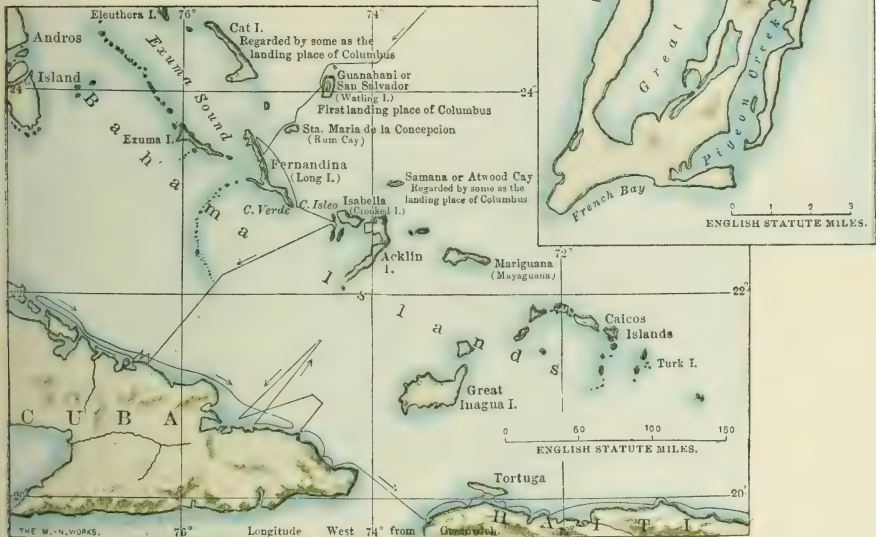 Eleuthera I.
76°
74°
Andros
Island
24
Exuma Sound
Cat I.
Regarded by some as the
landing place of Columbus
Guanahani or
San Salvador
(Watling I.)
First landing place of Columbus
24°
Sta. Maria de la Concepcion
(Rum Cay)
Exuma I.
Fernandina
(Long I.)
Samana or Atwood Cay
Regarded by some as the
landing place of Columbus
C. Verde
C. Isleo
Isabella
(Crooked I.)
Acklin
I.
Mariguana
(Mayaguana)
Bahama Islands
72°
22°
Caicos
Islands
Turk I.
Great
Inagua I.
0 50 100 150
ENGLISH STATUTE MILES.
CUBA
Tortuga
20°
HAITI
THE M.-N. WORKS.
76°
Longitude West 74° from Greenwich.
Great
Pigeon Creek
French Bay
0 1 2 3
ENGLISH STATUTE MILES.